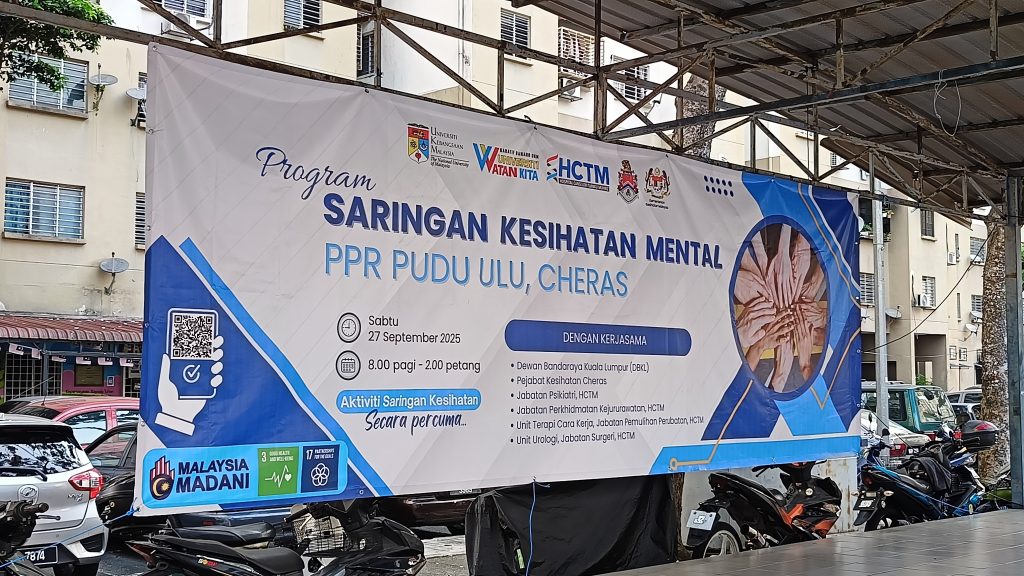 UNIVERSITI
KEBANGSAAN
MALAYSIA
The National University
of Malaysia
WATAN
UNIVERSITI
KITA
HCTM
Program
SARINGAN KESIHATAN MENTAL
PPR PUDU ULU, CHERAS
Sabtu
27 September 2025
8.00 pagi - 2.00 petang
Aktiviti Saringan Kesihatan
Secara percuma...
DENGAN KERJASAMA
• Dewan Bandaraya Kuala Lumpur (DBKL)
• Pejabat Kesihatan Cheras
• Jabatan Psikiatri, HCTM
• Jabatan Perkhidmatan Kejururawatan, HCTM
• Unit Terapi Cara Kerja, Jabatan Pemulihan Perubatan, HCTM
• Unit Urologi, Jabatan Surgeri, HCTM
MALAYSIA
MADANI
3 GOOD HEALTH
AND WELL-BEING
17 PARTNERSHIPS
FOR THE GOALS
7874